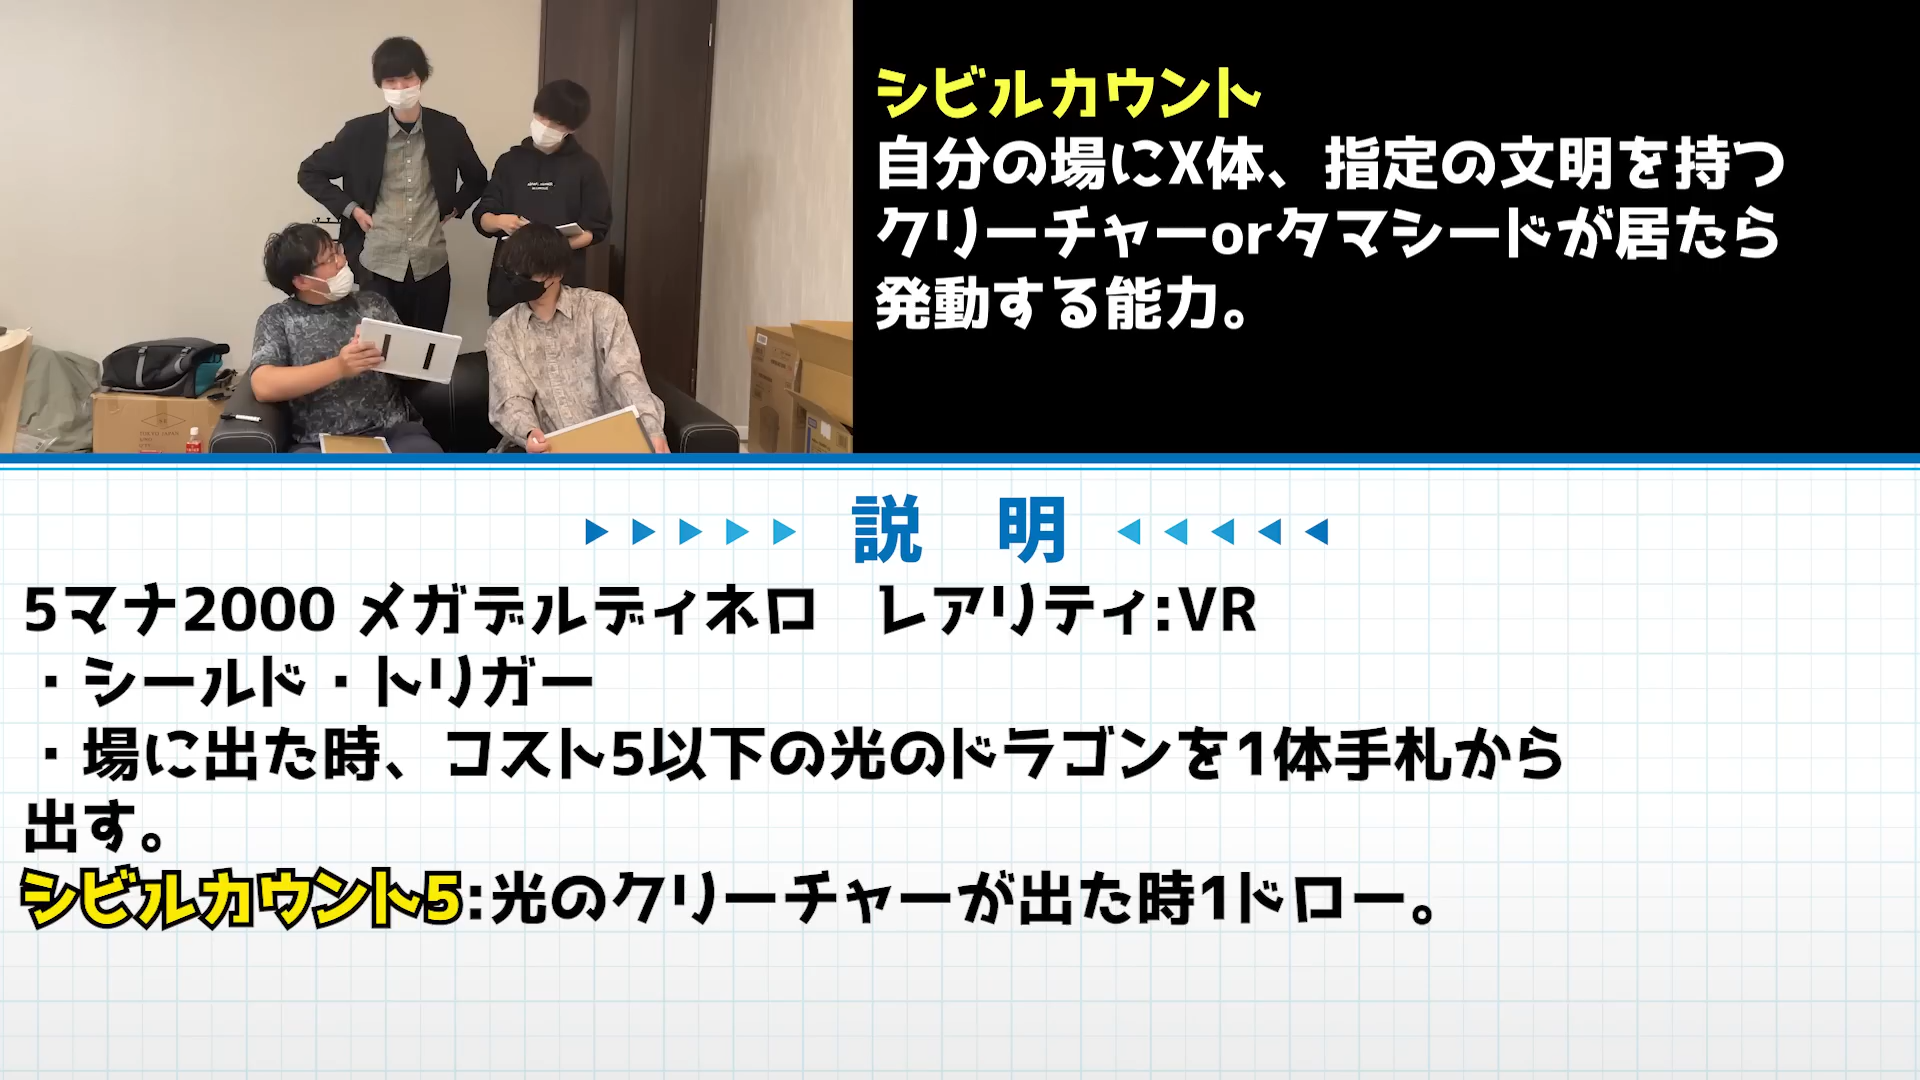 シビルカウント
自分の場にX体、指定の文明を持つ
クリーチャーorタマシードが居たら
発動する能力。
説 明
5マナ2000 メガデルディネロ レアリティ:VR
・シールド・トリガー
・場に出た時、コスト5以下の光のドラゴンを1体手札から
出す。
シビルカウント5:光のクリーチャーが出た時1ドロー。